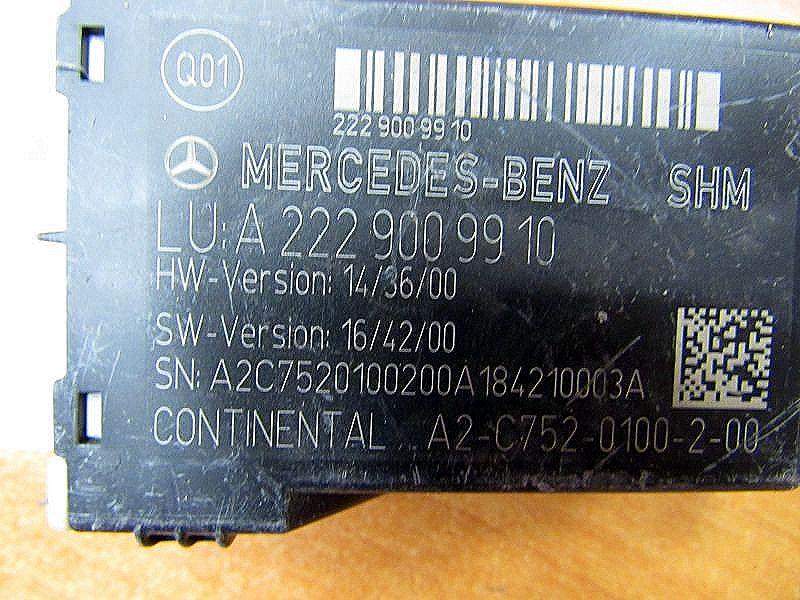 Q01
222 900 99 10
MERCEDES-BENZ SHM
LU: A 222 900 99 10
HW-Version: 14/36/00
SW-Version: 16/42/00
SN: A2C7520100200A184210003A
CONTINENTAL A2-C752-0100-2-00